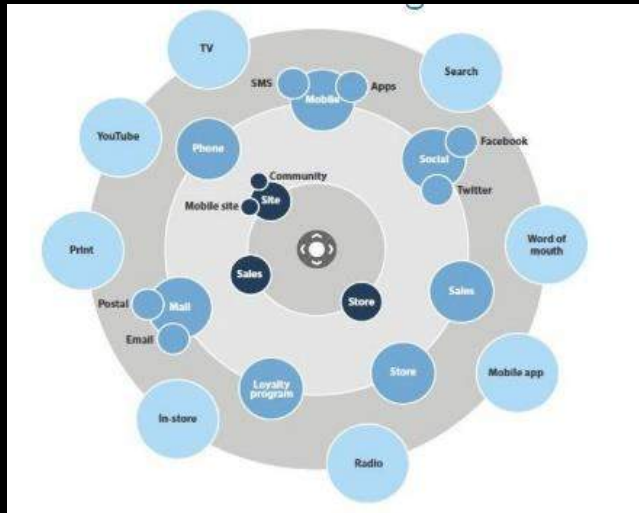 TV
SMS
Mobile
Apps
Search
YouTube
Phone
Social
Facebook
Twitter
Community
Site
Mobile site
Print
Word of
mouth
Sales
Store
Sales
Postal
Mail
Email
Loyalty
program
Store
Mobile app
In-store
Radio